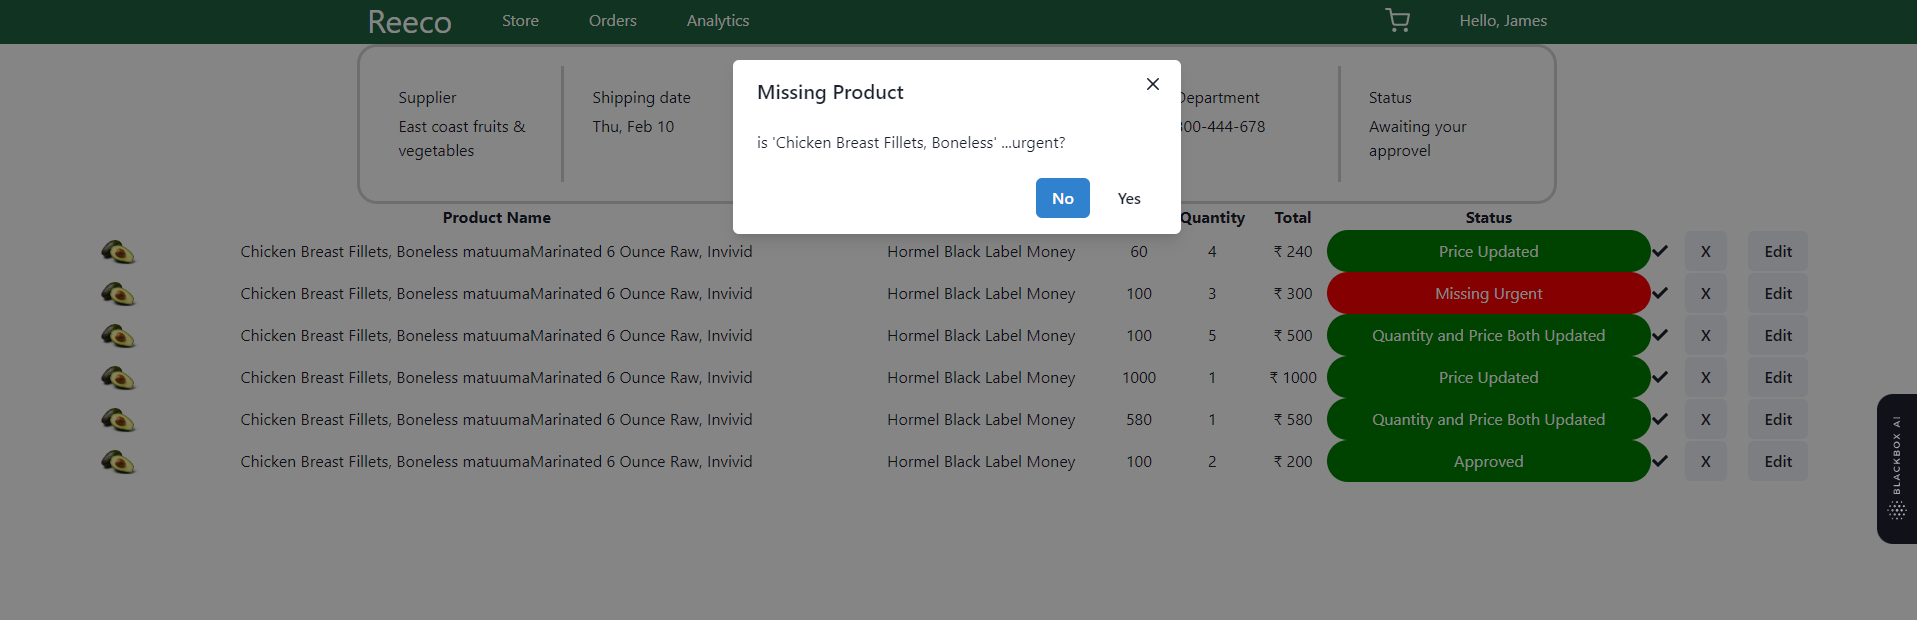 Reeco Store Orders Analytics Hello, James
Missing Product
is 'Chicken Breast Fillets, Boneless' ...urgent?
No Yes
Supplier
East coast fruits &
vegetables
Shipping date
Thu, Feb 10
Department
300-444-678
Status
Awaiting your
approvel
Product Name Quantity Total Status
Chicken Breast Fillets, Boneless matuumaMarinated 6 Ounce Raw, Invivid Hormel Black Label Money 60 4 ₹ 240 Price Updated X Edit
Chicken Breast Fillets, Boneless matuumaMarinated 6 Ounce Raw, Invivid Hormel Black Label Money 100 3 ₹ 300 Missing Urgent X Edit
Chicken Breast Fillets, Boneless matuumaMarinated 6 Ounce Raw, Invivid Hormel Black Label Money 100 5 ₹ 500 Quantity and Price Both Updated X Edit
Chicken Breast Fillets, Boneless matuumaMarinated 6 Ounce Raw, Invivid Hormel Black Label Money 1000 1 ₹ 1000 Price Updated X Edit
Chicken Breast Fillets, Boneless matuumaMarinated 6 Ounce Raw, Invivid Hormel Black Label Money 580 1 ₹ 580 Quantity and Price Both Updated X Edit
Chicken Breast Fillets, Boneless matuumaMarinated 6 Ounce Raw, Invivid Hormel Black Label Money 100 2 ₹ 200 Approved X Edit
BLACKBOX AI